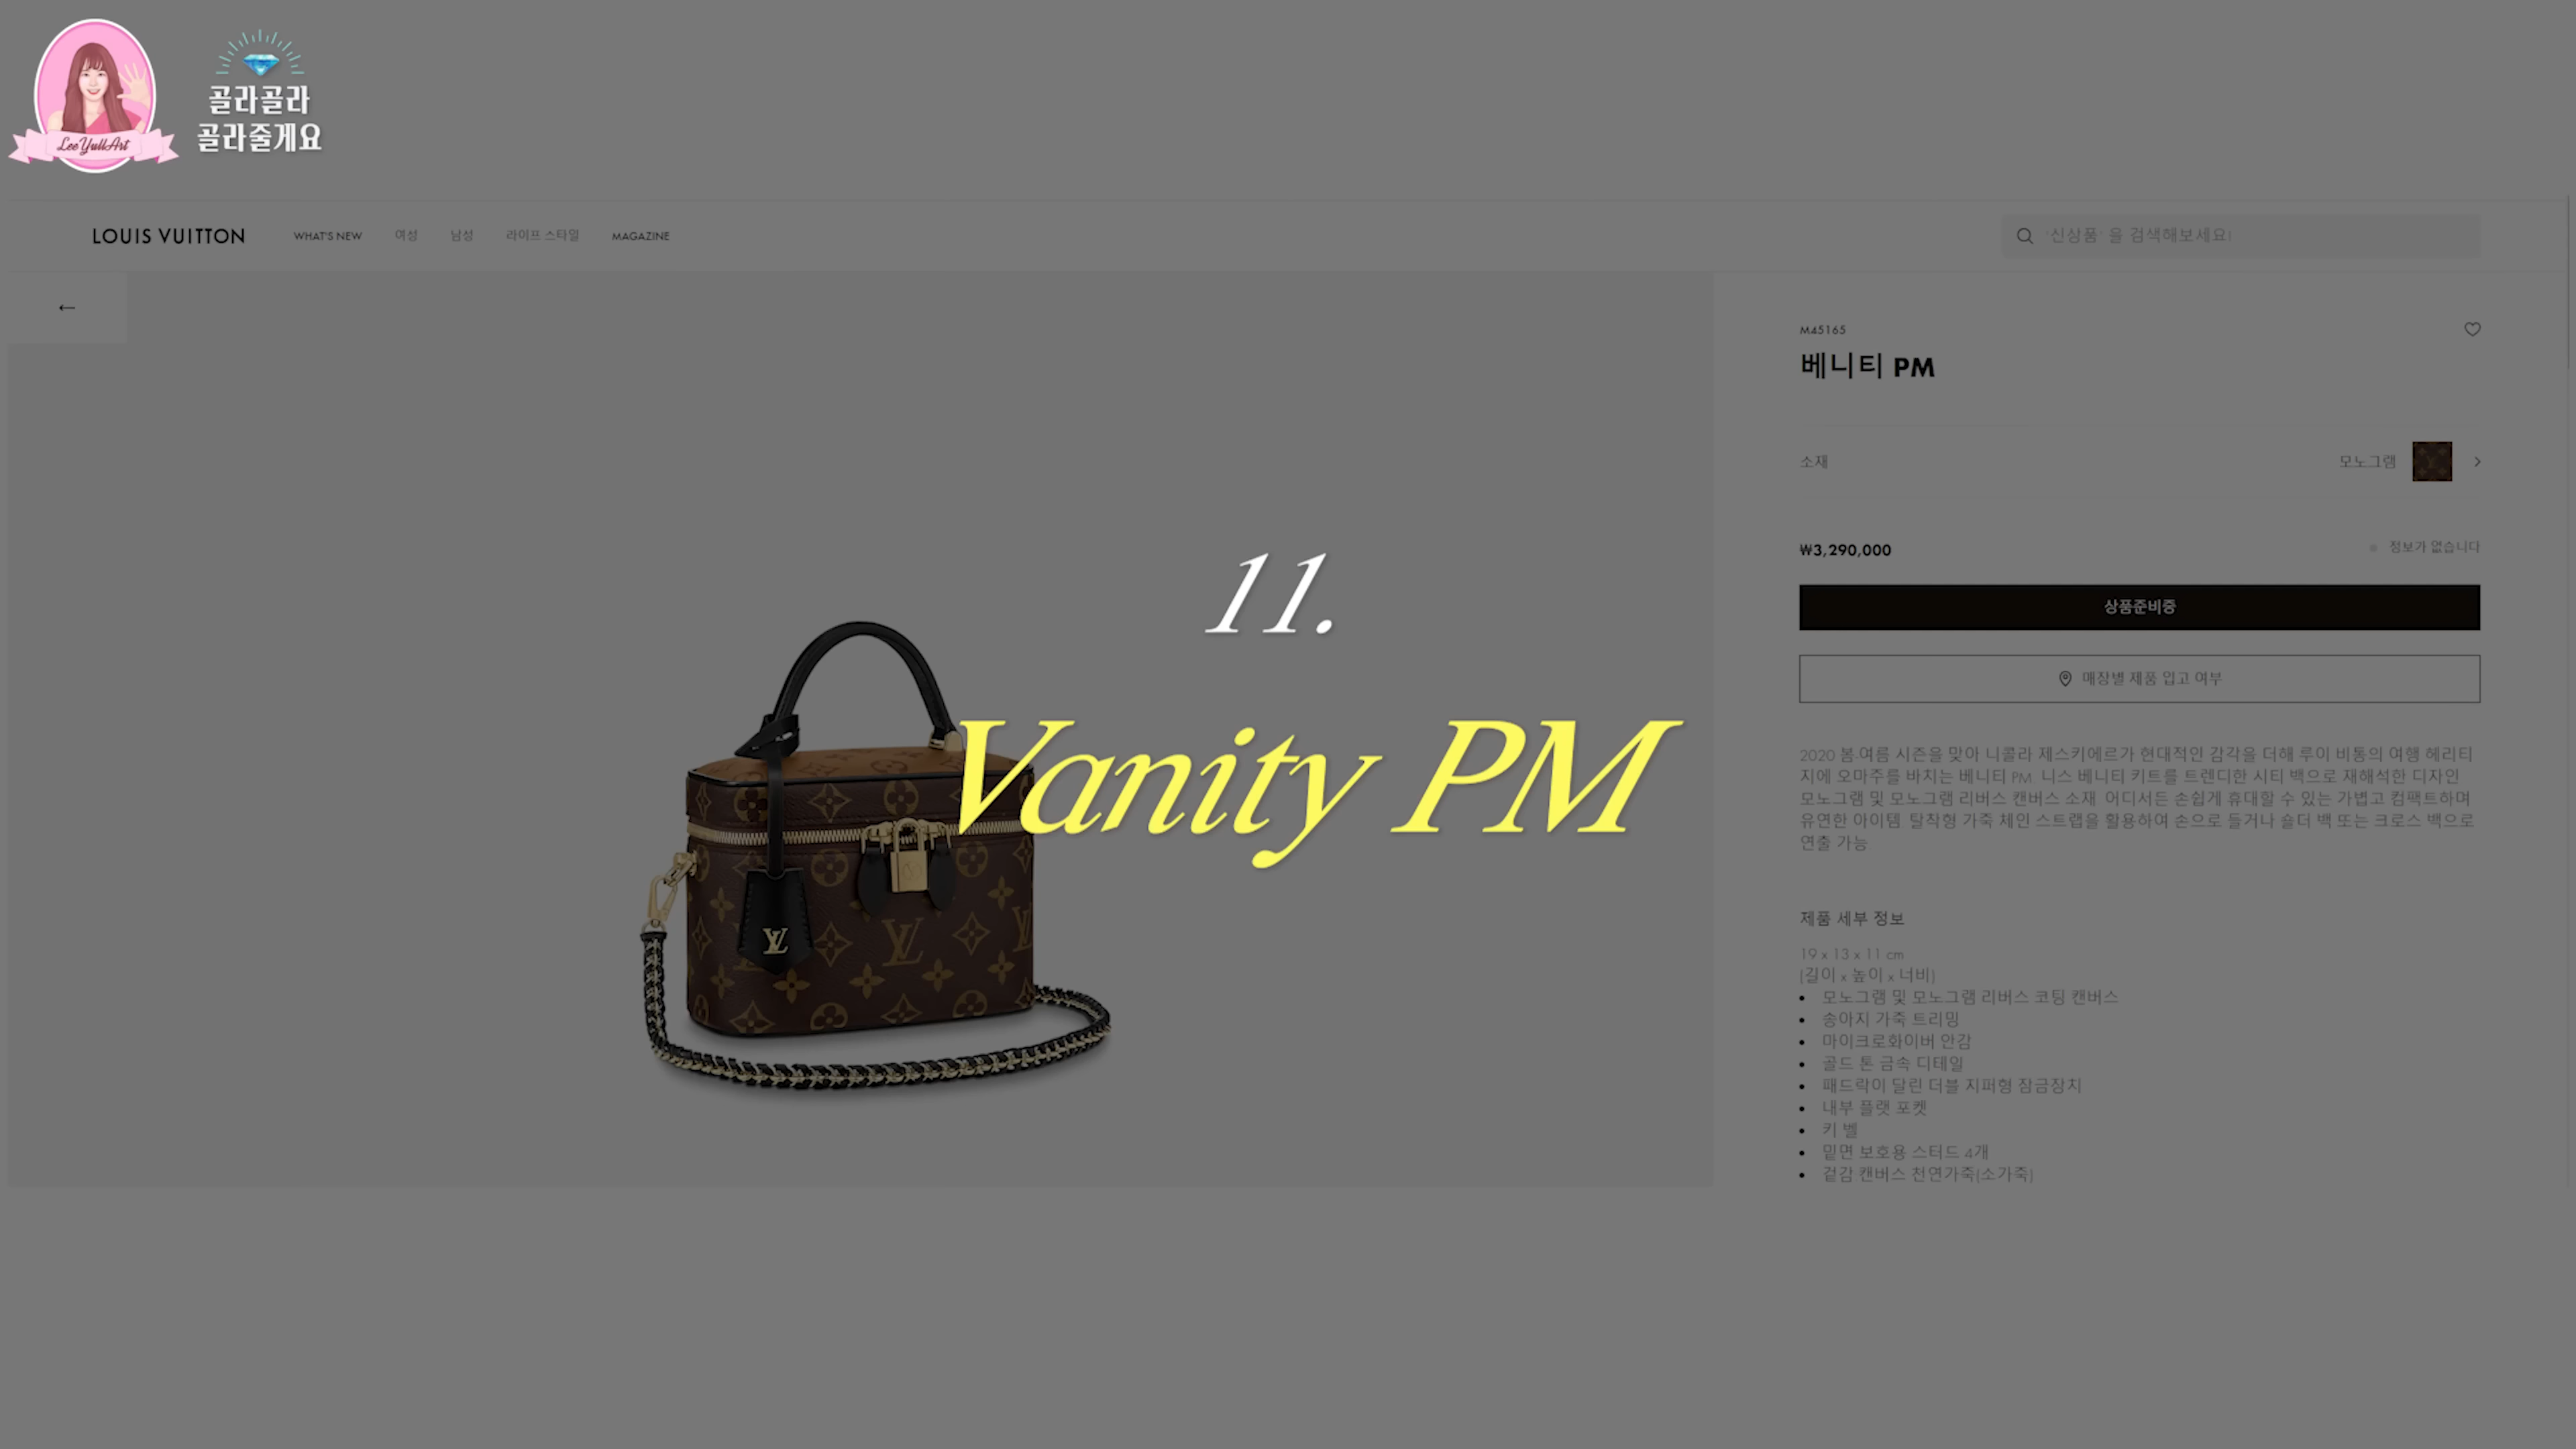 LeeYullArt
골라골라
골라줄게요
LOUIS VUITTON
WHAT'S NEW
여성
남성
라이프 스타일
MAGAZINE
'신상품' 을 검색해보세요!
←
M45165
베니티 PM
소재
모노그램
₩3,290,000
정보가 없습니다
상품준비중
매장별 제품 입고 여부
11.
Vanity PM
2020 봄-여름 시즌을 맞아 니콜라 제스키에르가 현대적인 감각을 더해 루이 비통의 여행 헤리티
지에 오마주를 바치는 베니티 PM. 니스 베니티 키트를 트렌디한 시티 백으로 재해석한 디자인.
모노그램 및 모노그램 리버스 캔버스 소재. 어디서든 손쉽게 휴대할 수 있는 가볍고 컴팩트하며
유연한 아이템. 탈착형 가죽 체인 스트랩을 활용하여 손으로 들거나 숄더 백 또는 크로스 백으로
연출 가능
제품 세부 정보
19 x 13 x 11 cm
(길이 x 높이 x 너비)
• 모노그램 및 모노그램 리버스 코팅 캔버스
• 송아지 가죽 트리밍
• 마이크로화이버 안감
• 골드 톤 금속 디테일
• 패드락이 달린 더블 지퍼형 잠금장치
• 내부 플랫 포켓
• 키 벨
• 밑면 보호용 스터드 4개
• 겉감:캔버스 천연가죽(소가죽)
LV